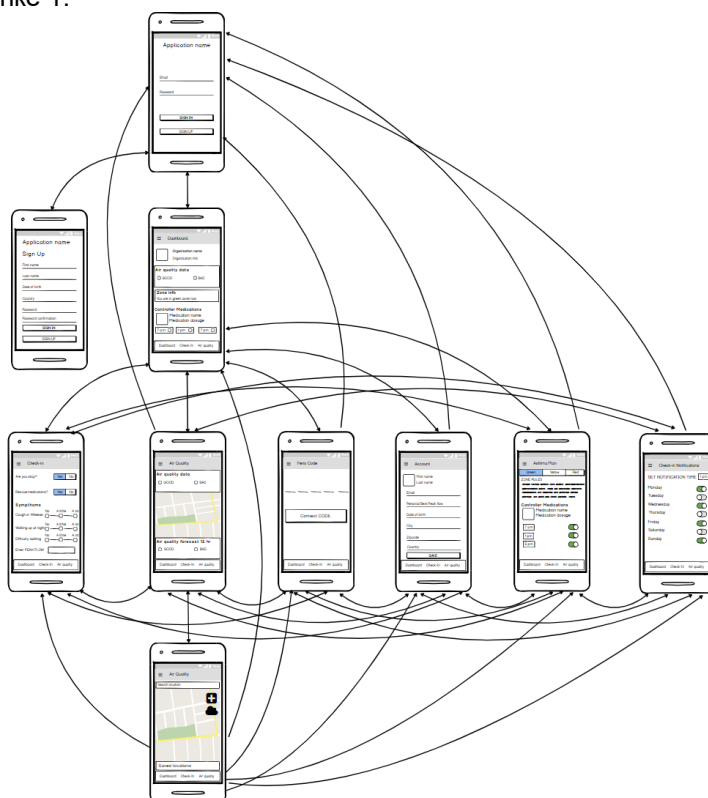 Application name
Email
Password
SIGN IN
SIGN UP
Application name
Sign Up
First name
Last name
Date of birth
Country
Password
Password confirmation
SIGN IN
SIGN UP
Dashboard
Organization name
Organization link
Air quality data
GOOD BAD
Zone info
You are in green zone now
Controller Medications
Medication name
Medication dosage
7 pm 7 pm
Dashboard Check-In Air quality
Check-In
Are you okay? Yes No
Rescue medications? Yes No
Symptoms
Cough or Wheeze
Waking up at night
Difficulty walking
Dashboard Check-In Air quality
Air Quality
Air quality data
GOOD BAD
Air quality forecast 12 hr
GOOD BAD
Dashboard Check-In Air quality
Code
Connect CODE
Dashboard Check-In Air quality
Account
First name
Last name
Email
Personal Best Peak flow
Date of birth
City
Zipcode
Country
SAVE
Dashboard Check-In Air quality
Asthma Plan
Green Yellow Red
ZONE RULES
Controller Medications
Medication name
Medication dosage
Dashboard Check-In Air quality
Check-in Notifications
SET NOTIFICATION TIME
Monday
Tuesday
Wednesday
Thursday
Friday
Saturday
Sunday
Dashboard Check-In Air quality
Air Quality
Search location
Saved locations
Dashboard Check-In Air quality